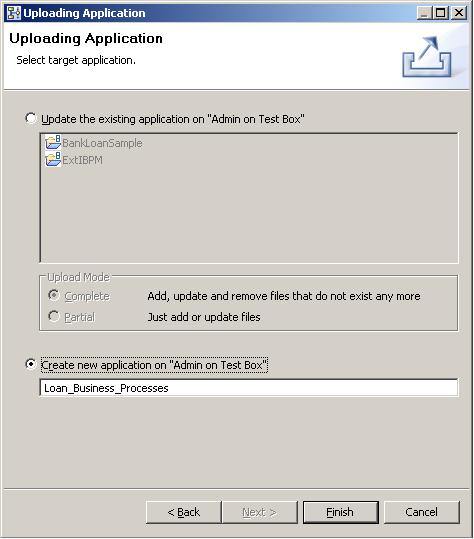 Uploading Application
Uploading Application
Select target application.
Update the existing application on "Admin on Test Box"
BankLoanSample
ExtIBPM
Upload Mode
Complete Add, update and remove files that do not exist any more
Partial Just add or update files
Create new application on "Admin on Test Box"
Loan_Business_Processes
< Back Next > Finish Cancel